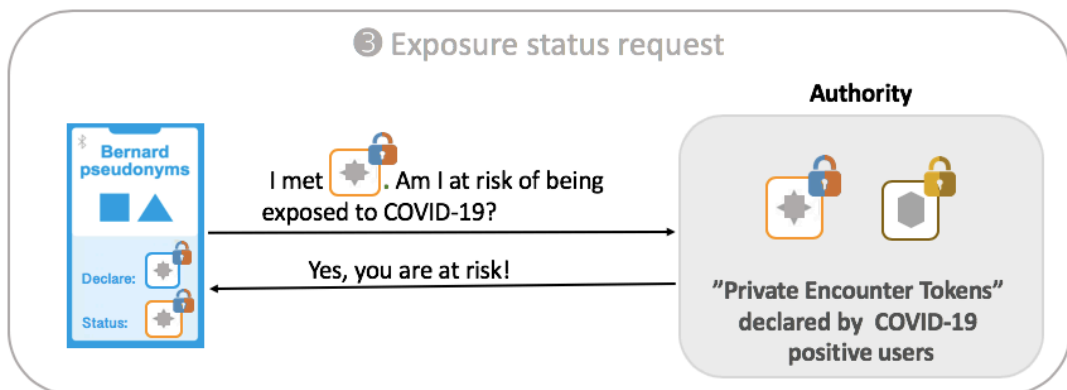 ❸ Exposure status request
Authority
Bernard
pseudonyms
I met . Am I at risk of being
exposed to COVID-19?
Declare:
Yes, you are at risk!
Status:
”Private Encounter Tokens”
declared by COVID-19
positive users